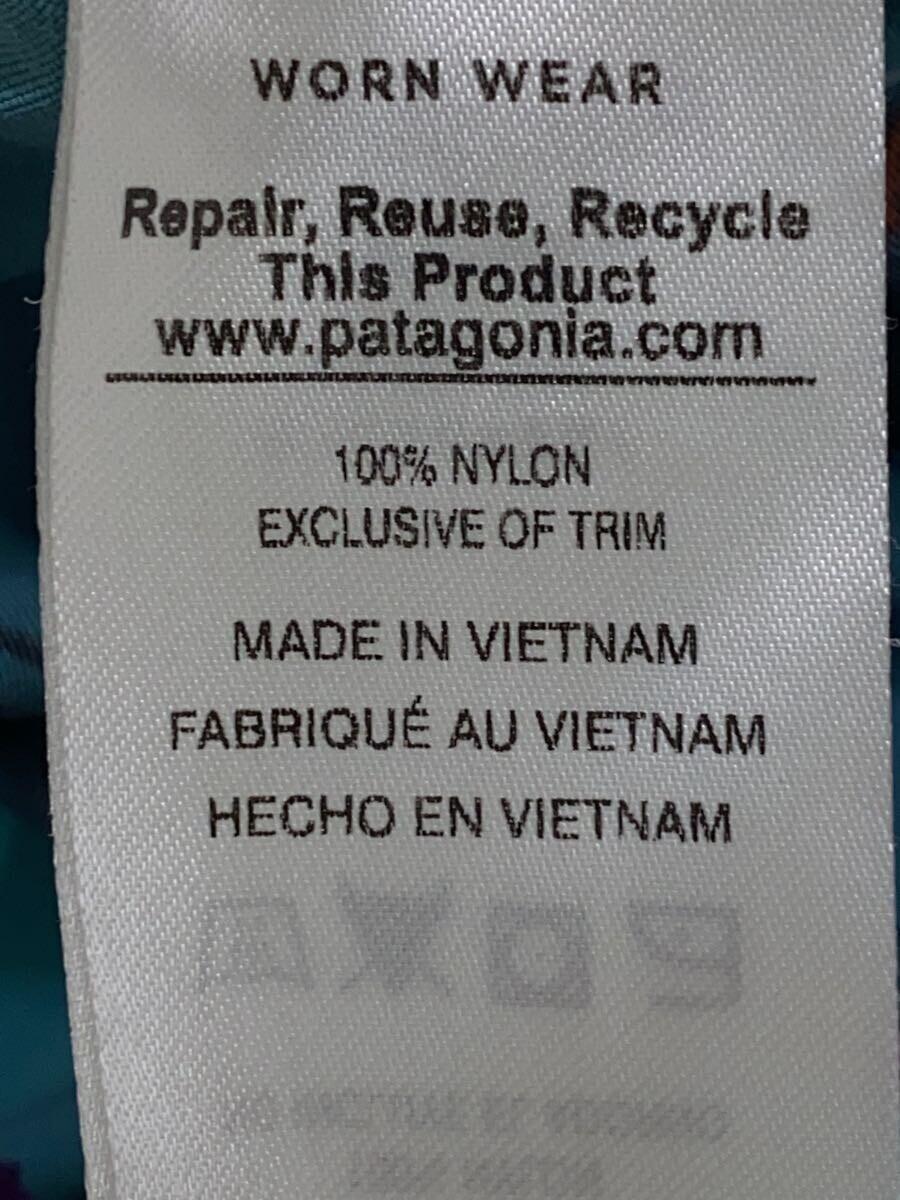 WORN WEAR
Repair, Reuse, Recycle
This Product
www.patagonia.com
100% NYLON
EXCLUSIVE OF TRIM
MADE IN VIETNAM
FABRIQUÉ AU VIETNAM
HECHO EN VIETNAM